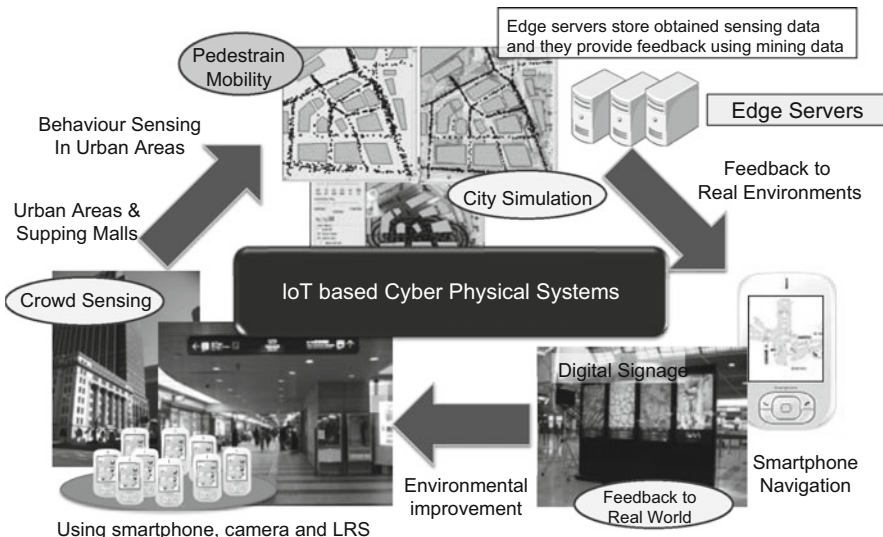 Edge servers store obtained sensing data
and they provide feedback using mining data
Pedestrain
Mobility
Edge Servers
Behaviour Sensing
In Urban Areas
City Simulation
Feedback to
Real Environments
Urban Areas &
Supping Malls
Crowd Sensing
IoT based Cyber Physical Systems
Digital Signage
Smartphone
Navigation
Environmental
improvement
Feedback to
Real World
Using smartphone, camera and LRS